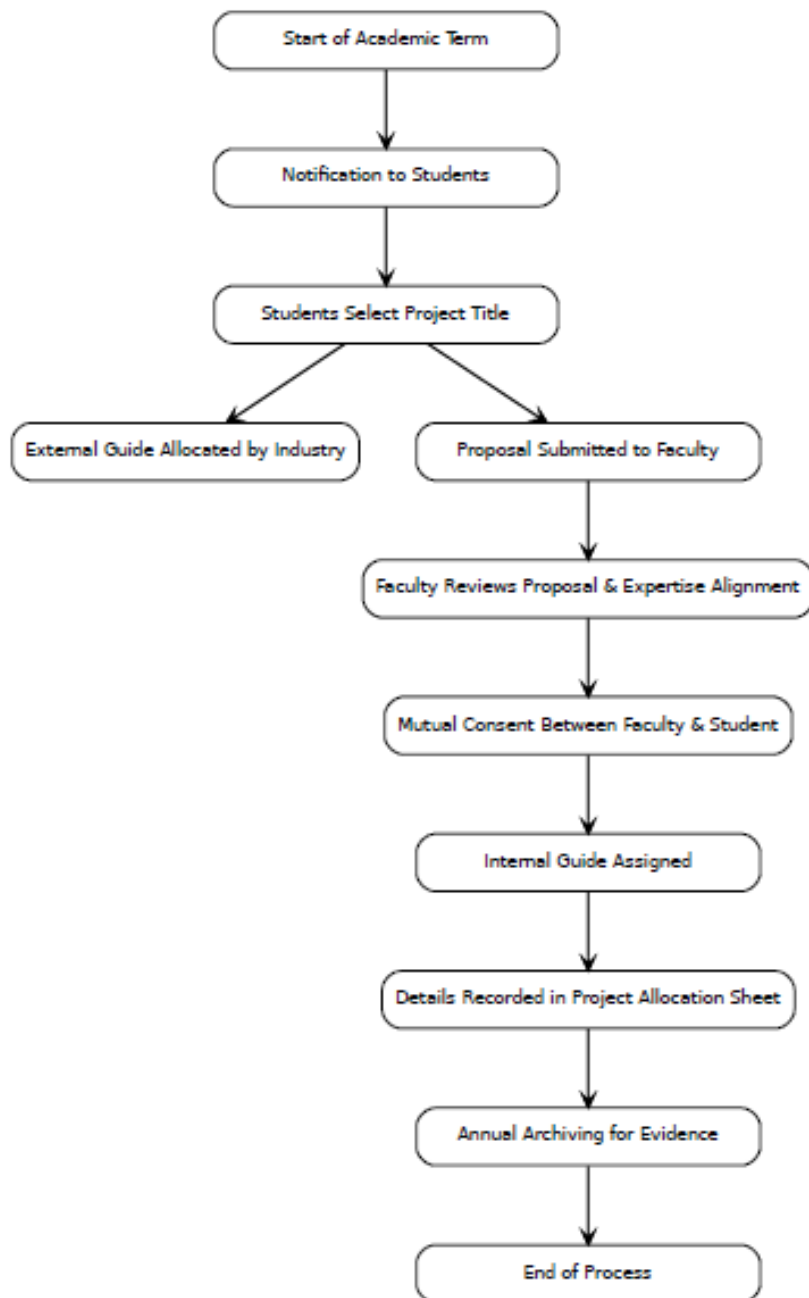 Start of Academic Term
Notification to Students
Students Select Project Title
External Guide Allocated by Industry
Proposal Submitted to Faculty
Faculty Reviews Proposal & Expertise Alignment
Mutual Consent Between Faculty & Student
Internal Guide Assigned
Details Recorded in Project Allocation Sheet
Annual Archiving for Evidence
End of Process